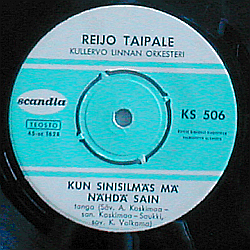 REIJO TAIPALE
KULLERVO LINNAN ORKESTERI
scandia
KS 506
TEOSTO
KUN SINISILMÄS MÄ
NÄHDÄ SAIN
tango (Säv. A. Koskimaa -
san. Koskimaa - Saukki,
sov. K. Valkama)